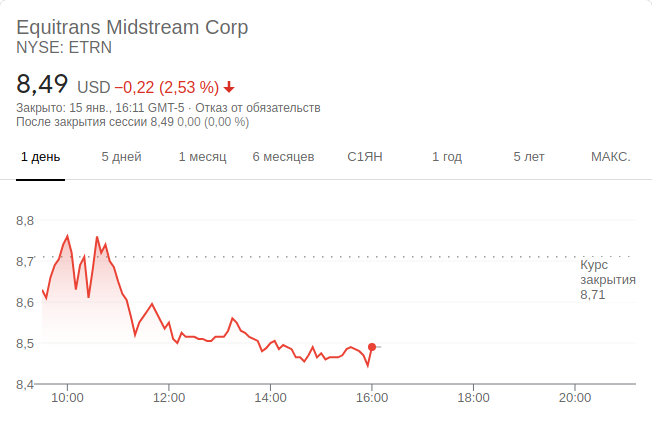 Equitrans Midstream Corp
NYSE: ETRN
8,49 USD −0,22 (2,53 %)
Закрыто: 15 янв., 16:11 GMT-5 · Отказ от обязательств
После закрытия сессии 8,49 0,00 (0,00 %)
1 день 5 дней 1 месяц 6 месяцев С1ЯН 1 год 5 лет МАКС.
8,8
8,7
8,6
8,5
8,4
Курс
закрытия
8,71
10:00 12:00 14:00 16:00 18:00 20:00